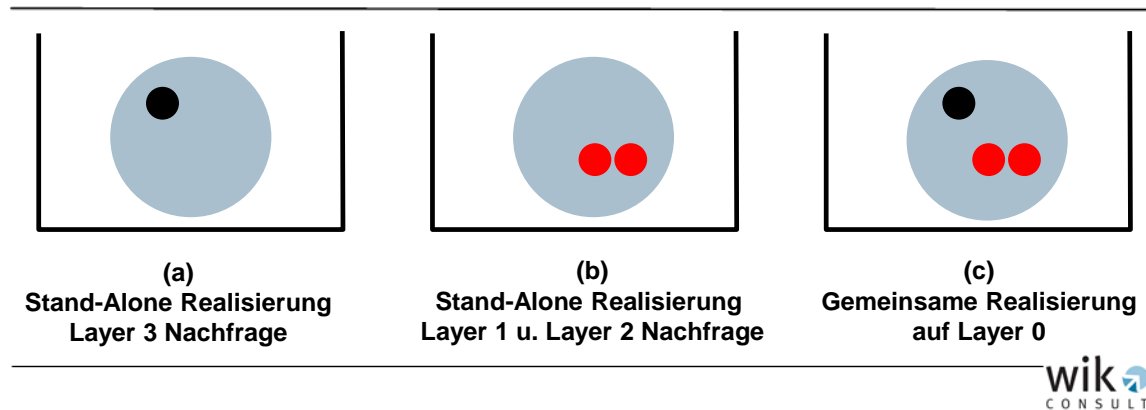 (a)
Stand-Alone Realisierung
Layer 3 Nachfrage
(b)
Stand-Alone Realisierung
Layer 1 u. Layer 2 Nachfrage
(c)
Gemeinsame Realisierung
auf Layer 0
wik
CONSULT